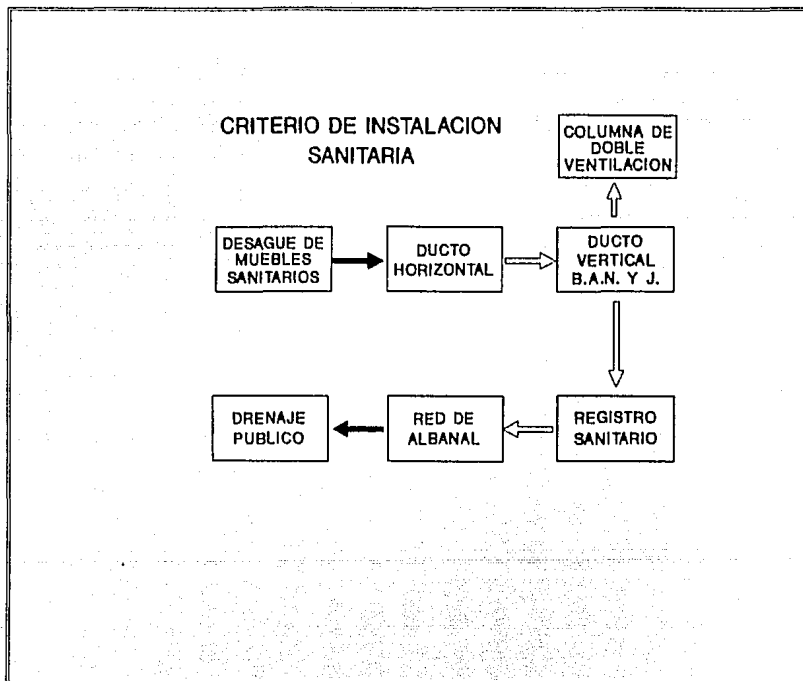 CRITERIO DE INSTALACION
SANITARIA
COLUMNA DE
DOBLE
VENTILACION
DESAGUE DE
MUEBLES
SANITARIOS
DUCTO
HORIZONTAL
DUCTO
VERTICAL
B.A.N. Y J.
DRENAJE
PUBLICO
RED DE
ALBANAL
REGISTRO
SANITARIO